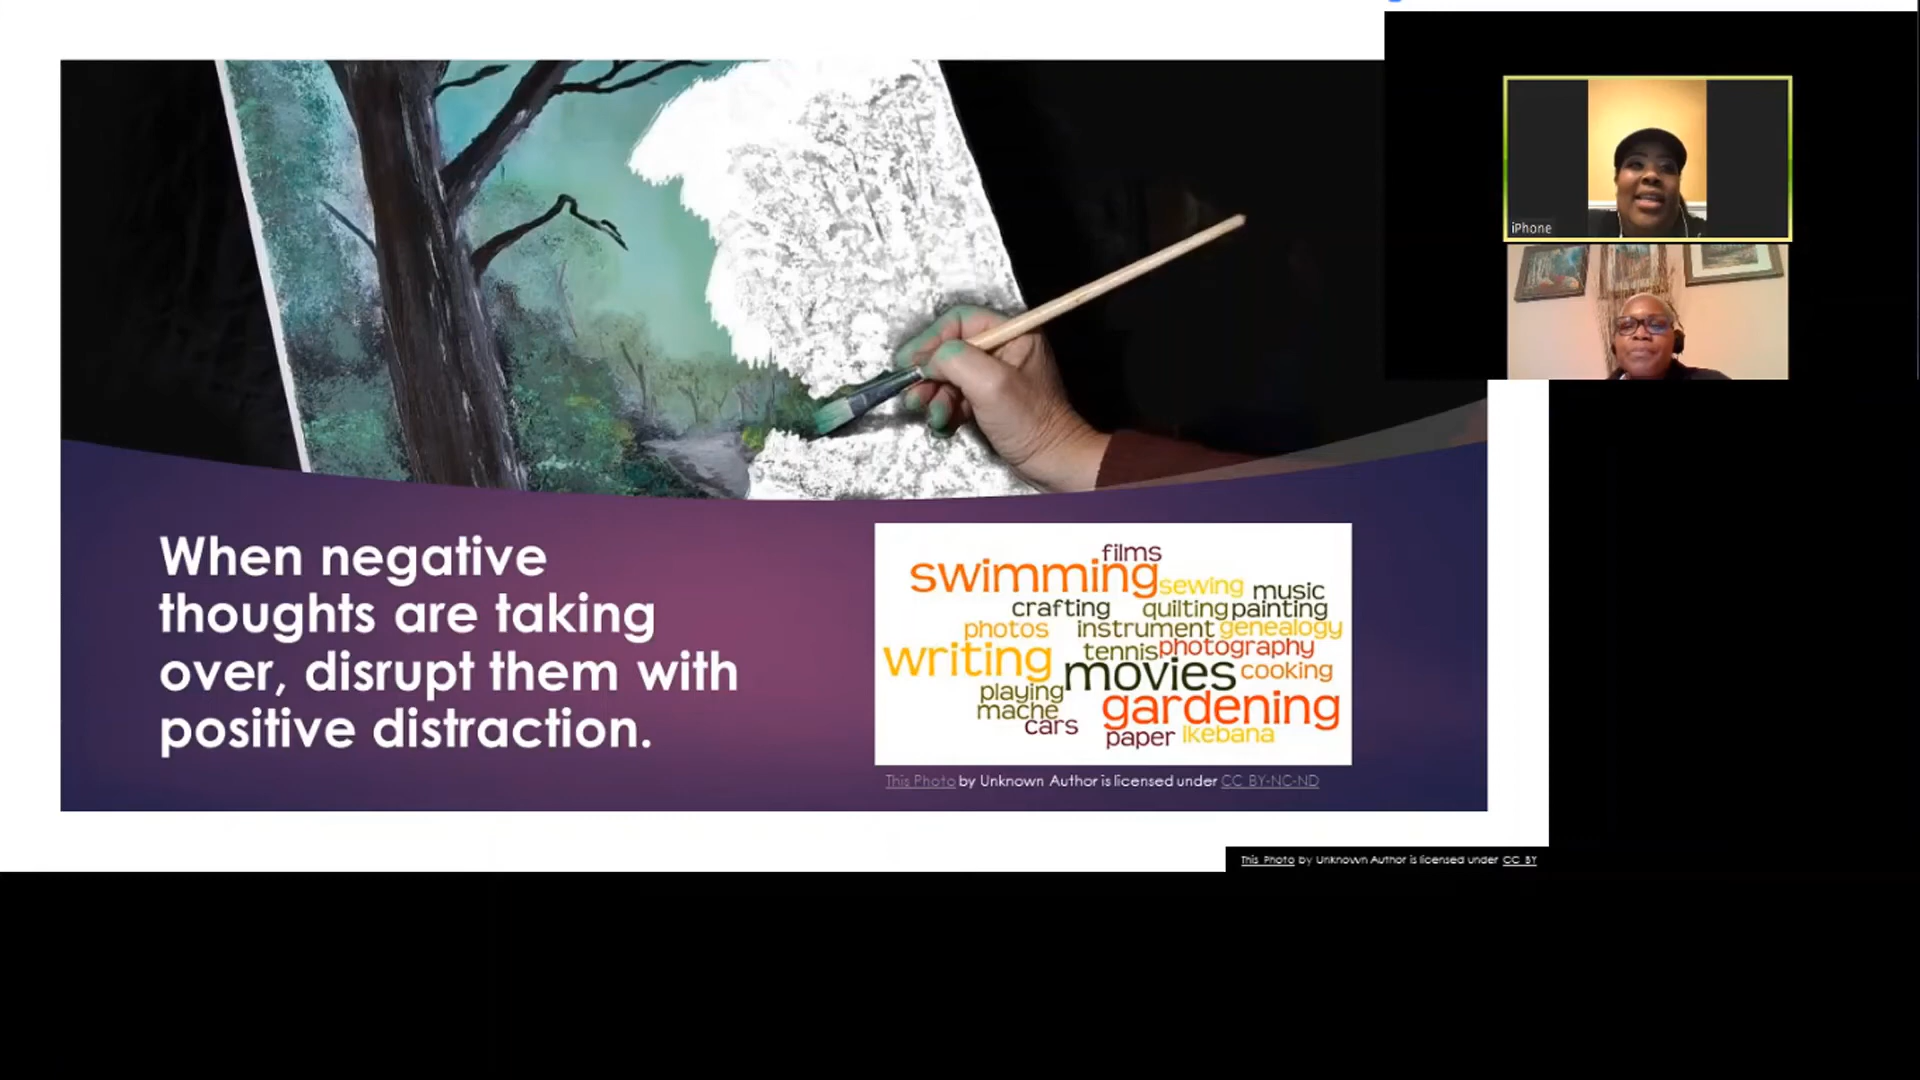 iPhone
When negative
thoughts are taking
over, disrupt them with
positive distraction.
films
swimming sewing music
crafting quilting painting
photos instrument genealogy
writing tennis photography
movies cooking
playing
mache gardening
cars
paper Ikebana
This Photo by Unknown Author is licensed under CC BY-NC-ND
This Photo by Unknown Author is licensed under CC BY